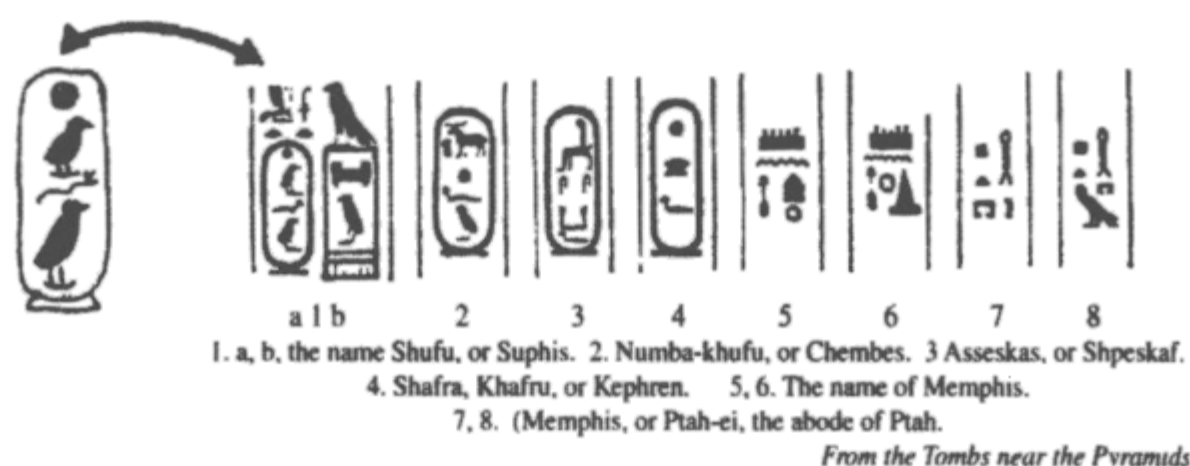 a 1 b 2 3 4 5 6 7 8
1. a, b, the name Shufu, or Suphis. 2. Numba-khufu, or Chembes. 3 Asseskas, or Shpeskaf.
4. Shafra, Khafru, or Kephren. 5, 6. The name of Memphis.
7, 8. (Memphis, or Ptah-ei, the abode of Ptah.
From the Tombs near the Pyramids